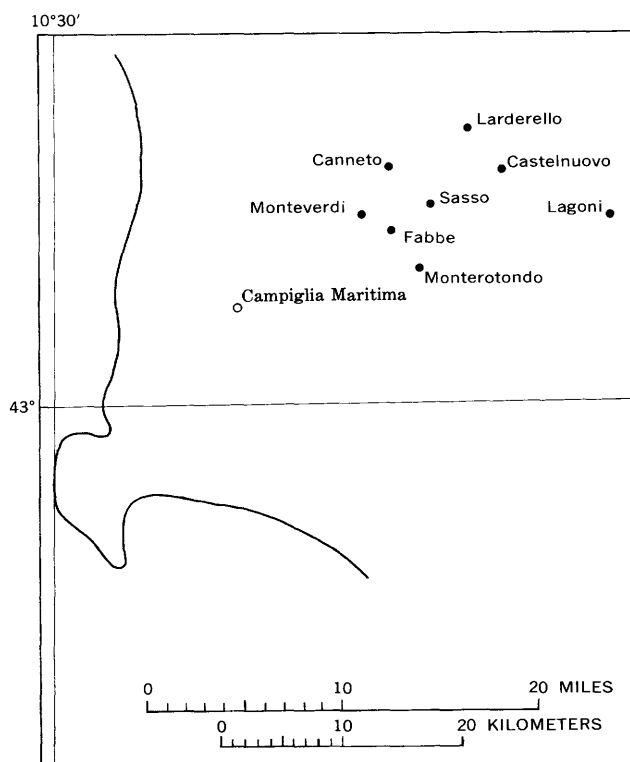 10°30′
Larderello
Canneto
Castelnuovo
Sasso
Monteverdi
Lagoni
Fabbe
Monterotondo
Campiglia Maritima
43°
0 10 20 MILES
0 10 20 KILOMETERS